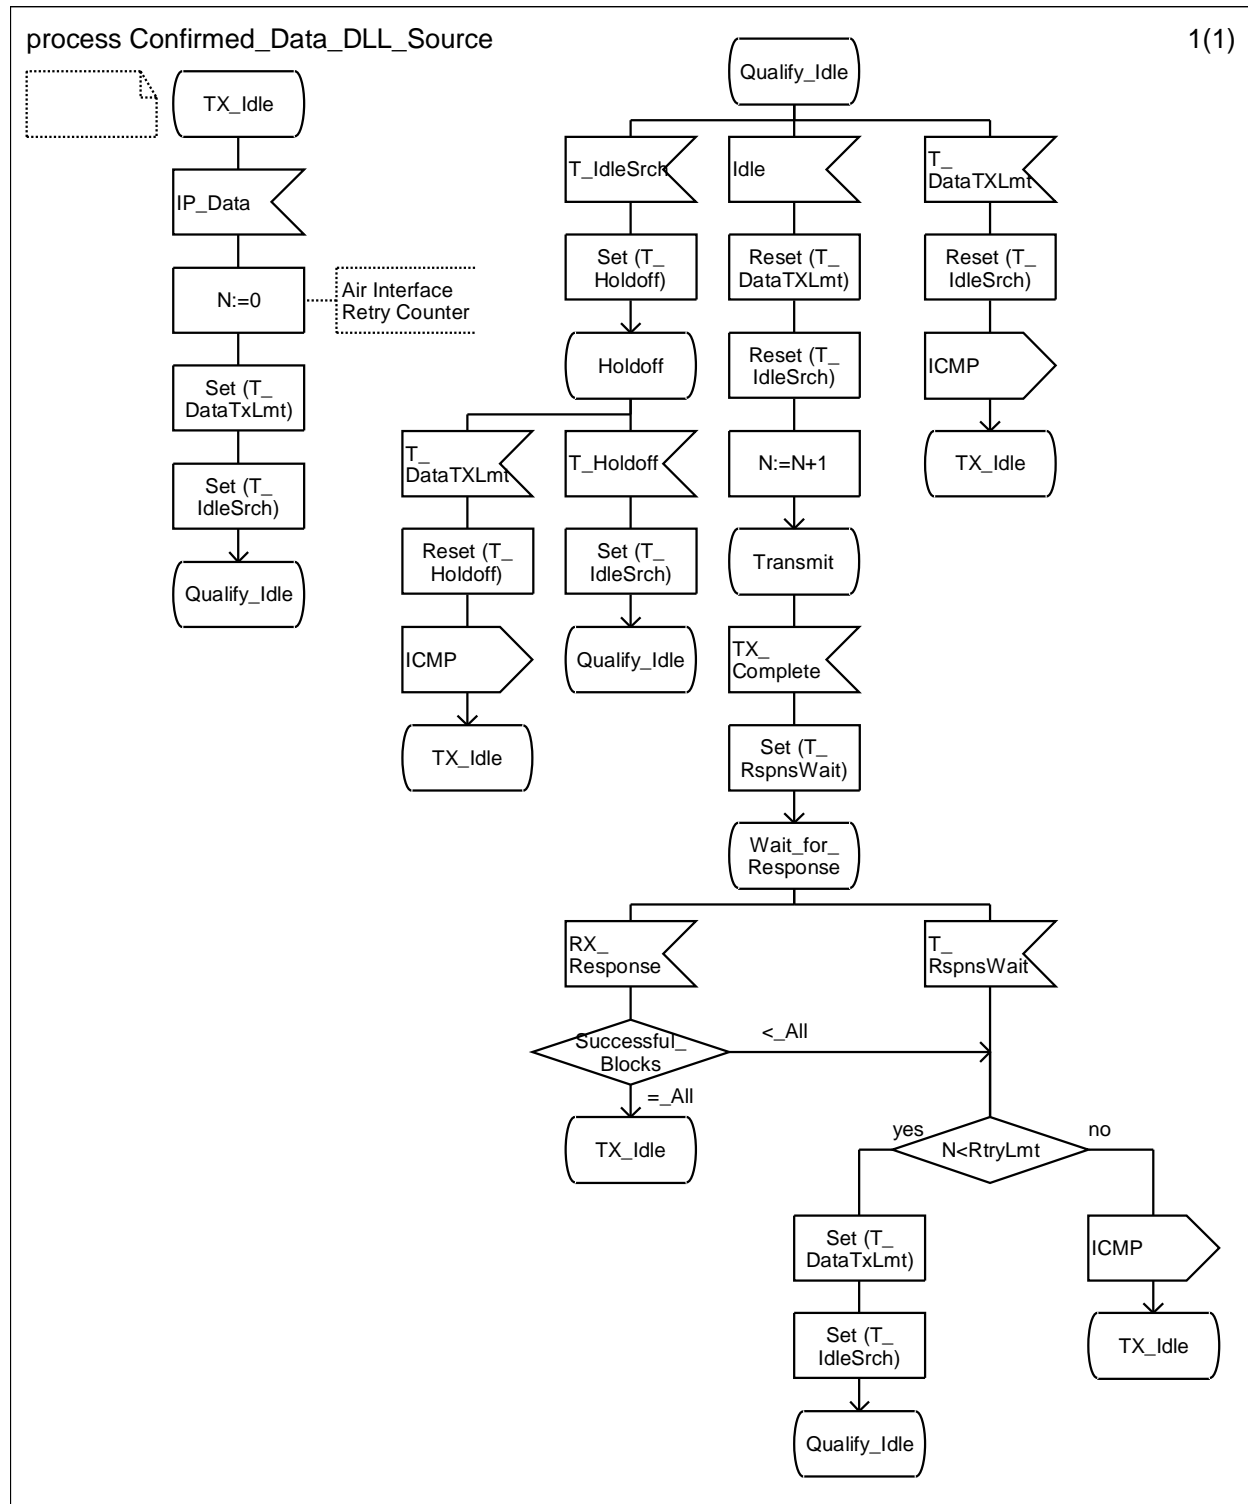 process Confirmed_Data_DLL_Source
1(1)
TX_Idle
IP_Data
N:=0
Air Interface
Retry Counter
Set (T_
DataTxLmt)
Set (T_
IdleSrch)
Qualify_Idle
Qualify_Idle
T_IdleSrch
Idle
T_
DataTXLmt
Set (T_
Holdoff)
Reset (T_
DataTXLmt)
Reset (T_
IdleSrch)
Holdoff
Reset (T_
IdleSrch)
ICMP
T_
DataTXLmt
T_Holdoff
N:=N+1
TX_Idle
Reset (T_
Holdoff)
Set (T_
IdleSrch)
Transmit
ICMP
Qualify_Idle
TX_
Complete
TX_Idle
Set (T_
RspnsWait)
Wait_for_
Response
RX_
Response
T_
RspnsWait
Successful_
Blocks
<_All
=_All
TX_Idle
yes
N<RtryLmt
no
Set (T_
DataTxLmt)
ICMP
Set (T_
IdleSrch)
TX_Idle
Qualify_Idle